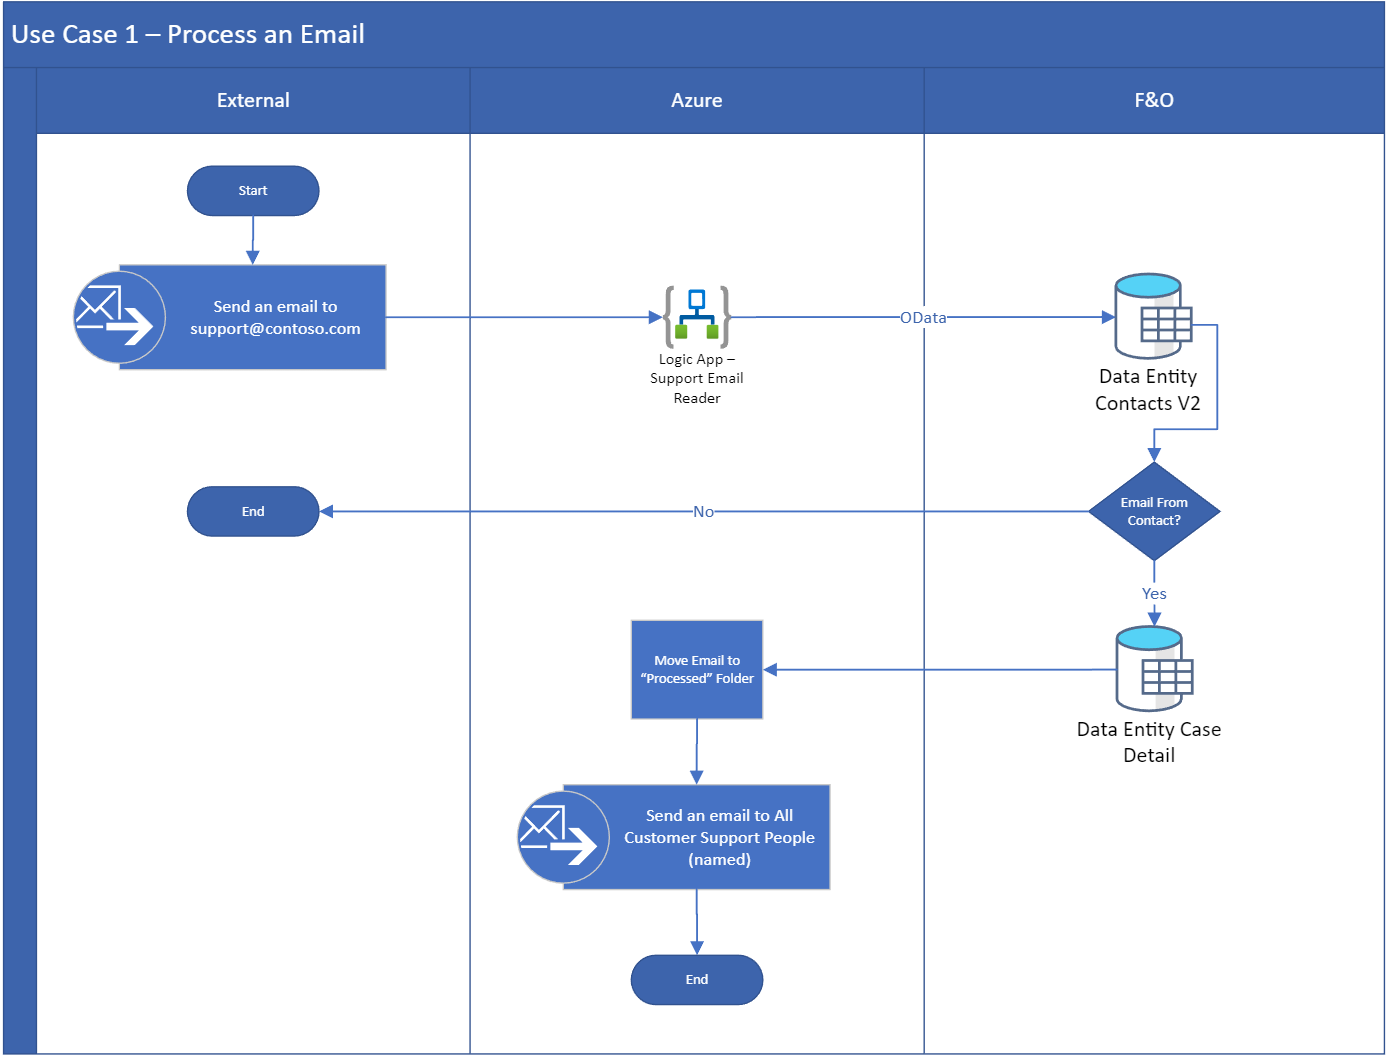 Use Case 1 – Process an Email
External
Azure
F&O
Start
Send an email to
support@contoso.com
Logic App –
Support Email
Reader
OData
Data Entity
Contacts V2
Email From
Contact?
No
End
Yes
Data Entity Case
Detail
Move Email to
“Processed” Folder
Send an email to All
Customer Support People
(named)
End